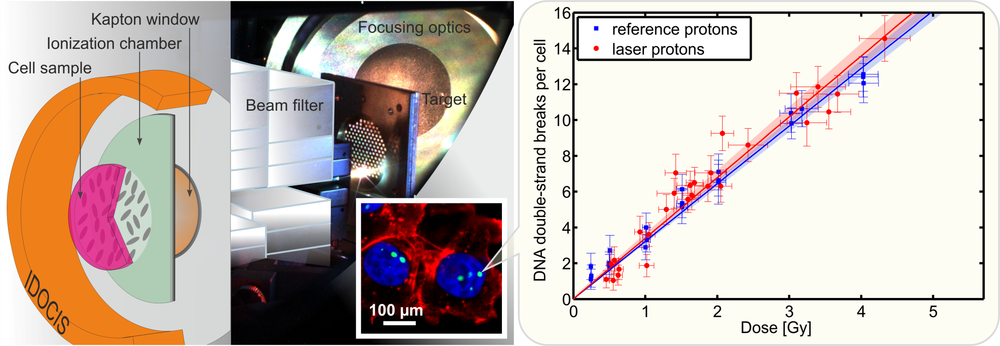 Kapton window
Ionization chamber
Cell sample
IDOCIS
Focusing optics
Beam filter
Target
100 µm
DNA double-strand breaks per cell
16
14
12
10
8
6
4
2
0
reference protons
laser protons
0 1 2 3 4 5
Dose [Gy]